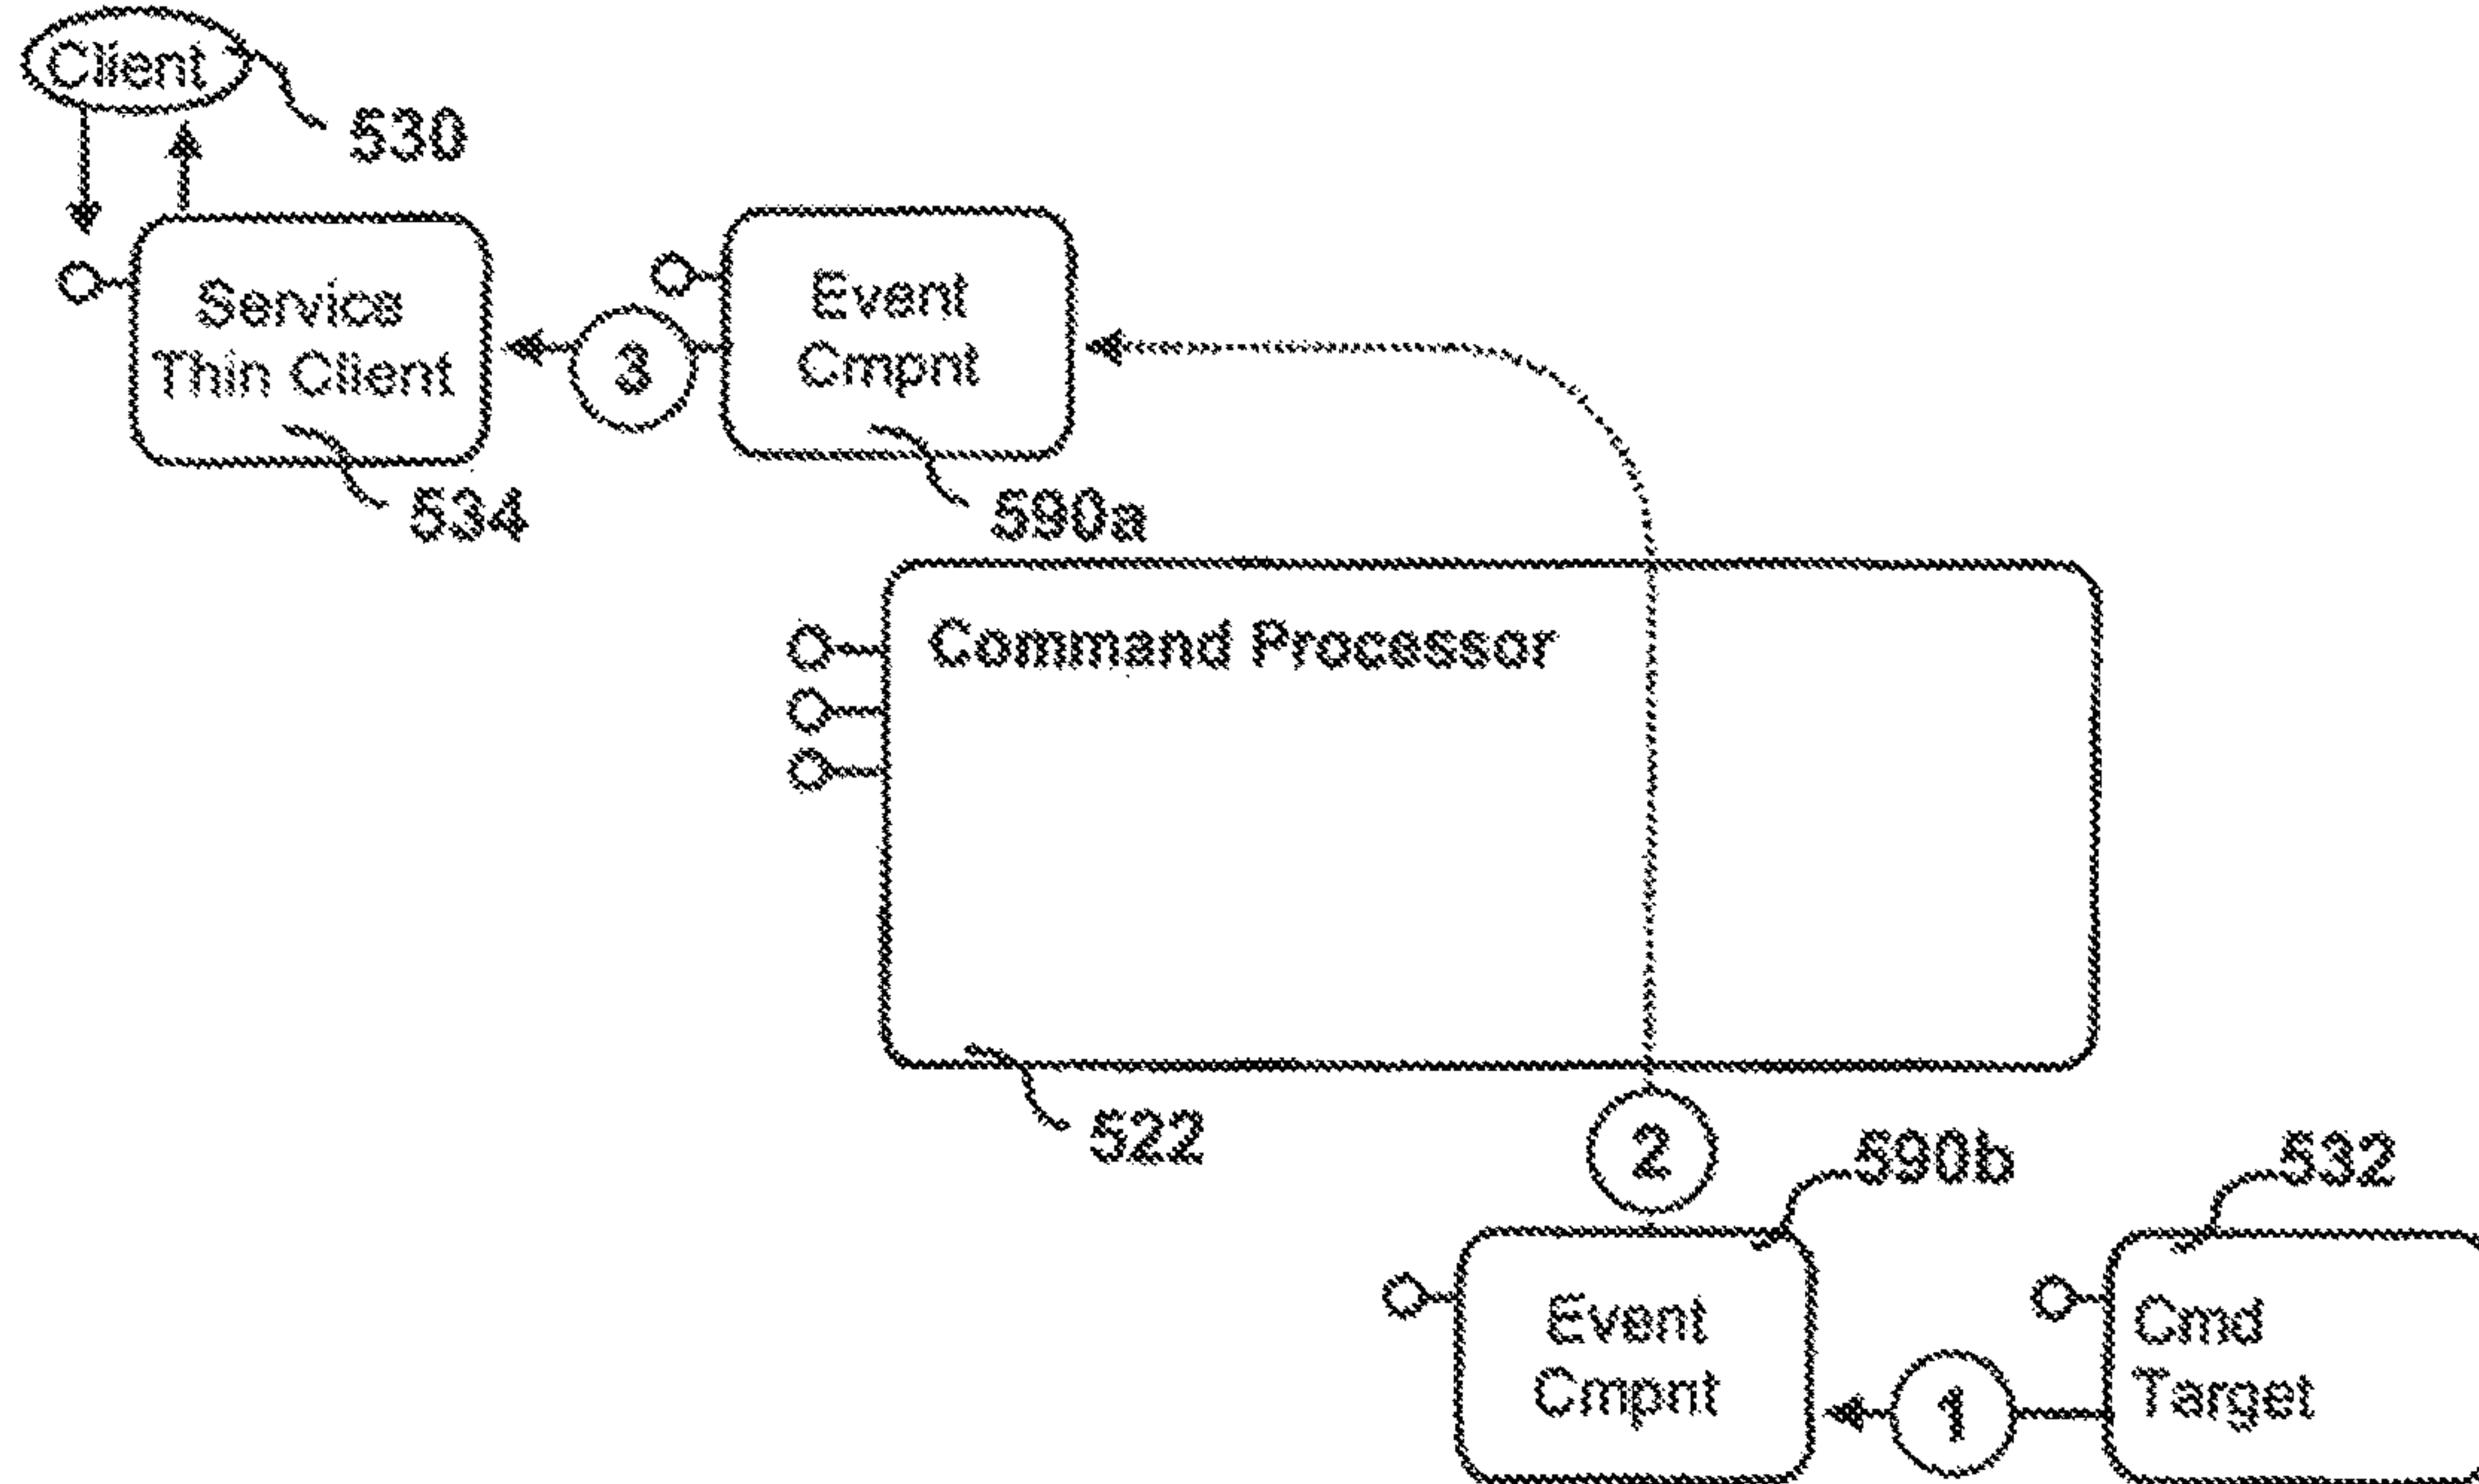 Client
530
Service
Thin Client
3
Event
Cmpnt
534
590a
Command Processor
522
2
590b
532
Event
Cmpnt
1
Cmd
Target